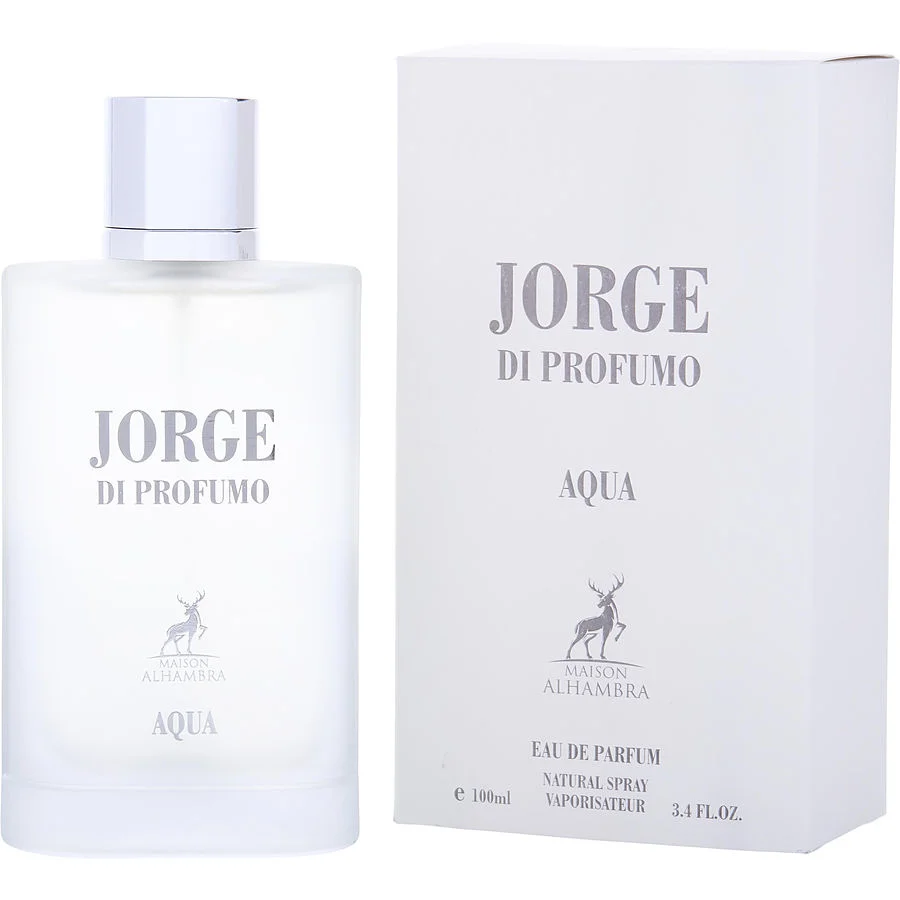 JORGE
DI PROFUMO
MAISON
ALHAMBRA
AQUA
JORGE
DI PROFUMO
AQUA
MAISON
ALHAMBRA
EAU DE PARFUM
NATURAL SPRAY
e 100ml VAPORISATEUR 3.4 FL.OZ.